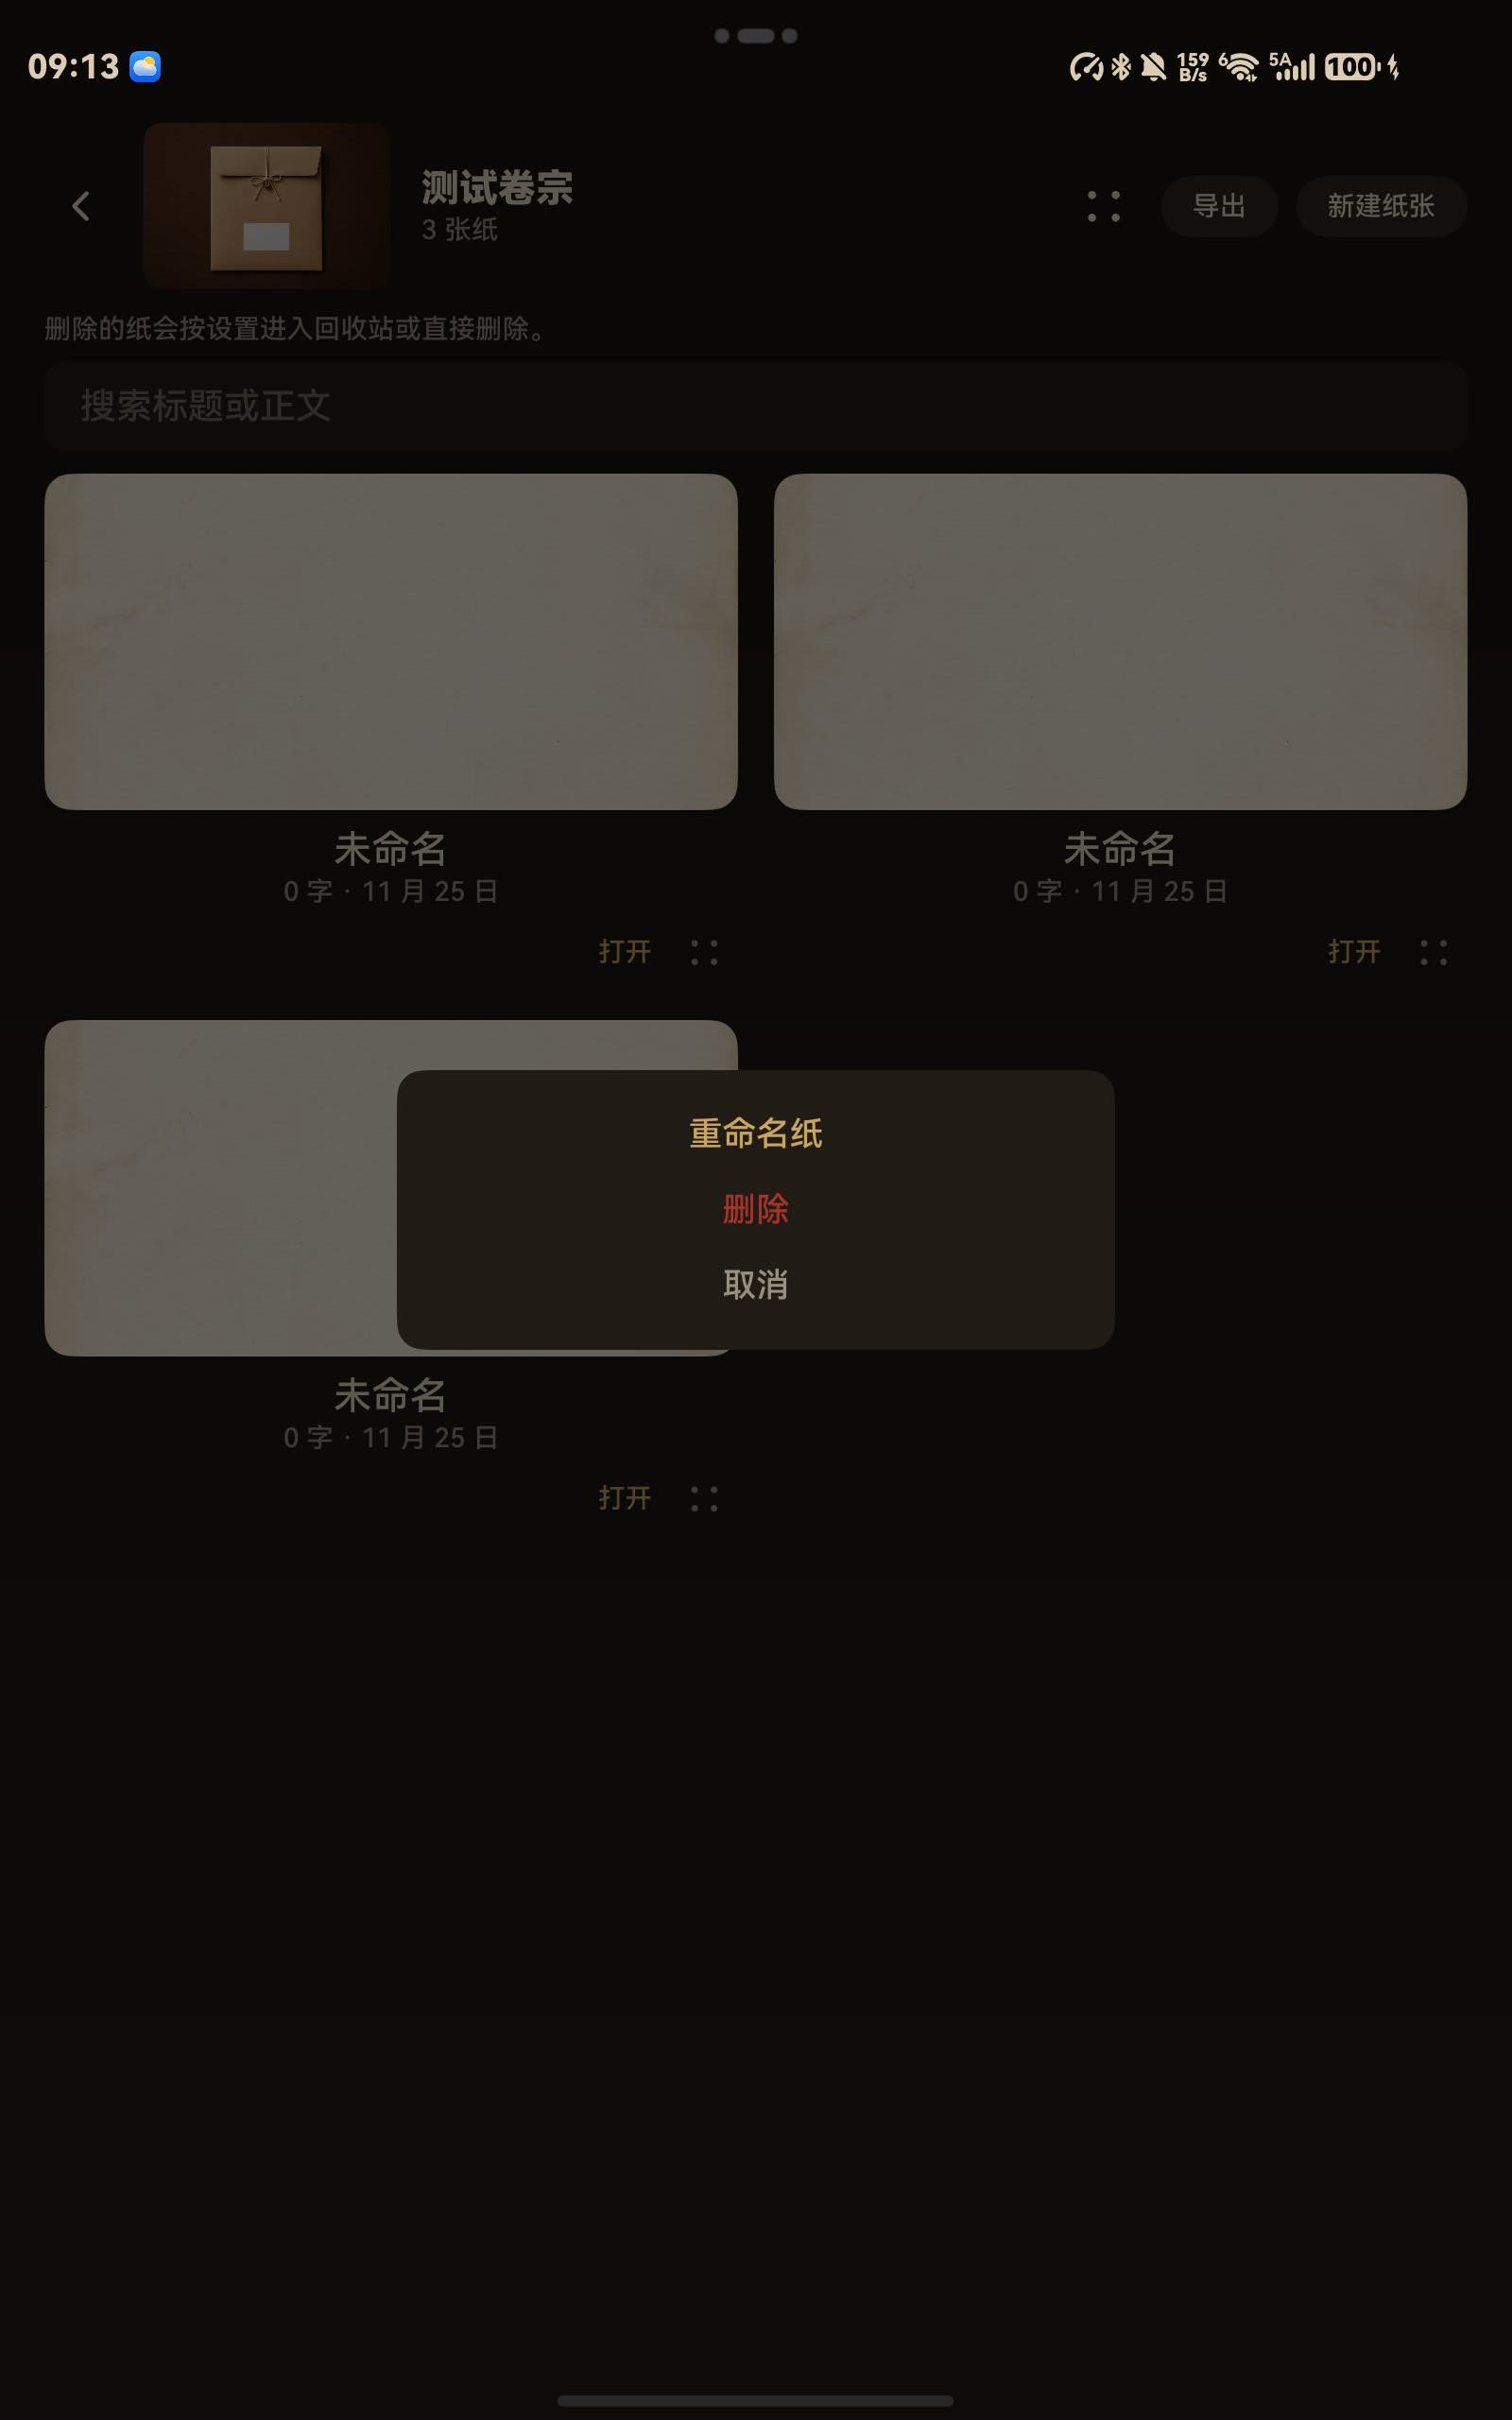 09:13
159 B/s
6
5A
100
测试卷宗
3 张纸
导出
新建纸张
删除的纸会按设置进入回收站或直接删除。
搜索标题或正文
未命名
0 字 · 11 月 25 日
打开
未命名
0 字 · 11 月 25 日
打开
重命名纸
删除
取消
未命名
0 字 · 11 月 25 日
打开